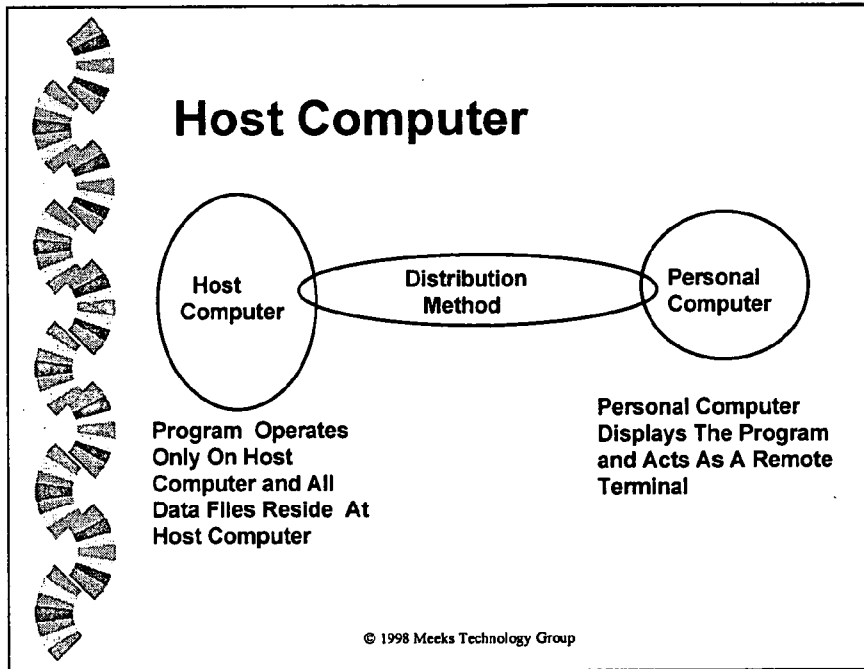 Host Computer
Host
Computer
Distribution
Method
Personal
Computer
Program Operates
Only On Host
Computer and All
Data Files Reside At
Host Computer
Personal Computer
Displays The Program
and Acts As A Remote
Terminal
© 1998 Meeks Technology Group